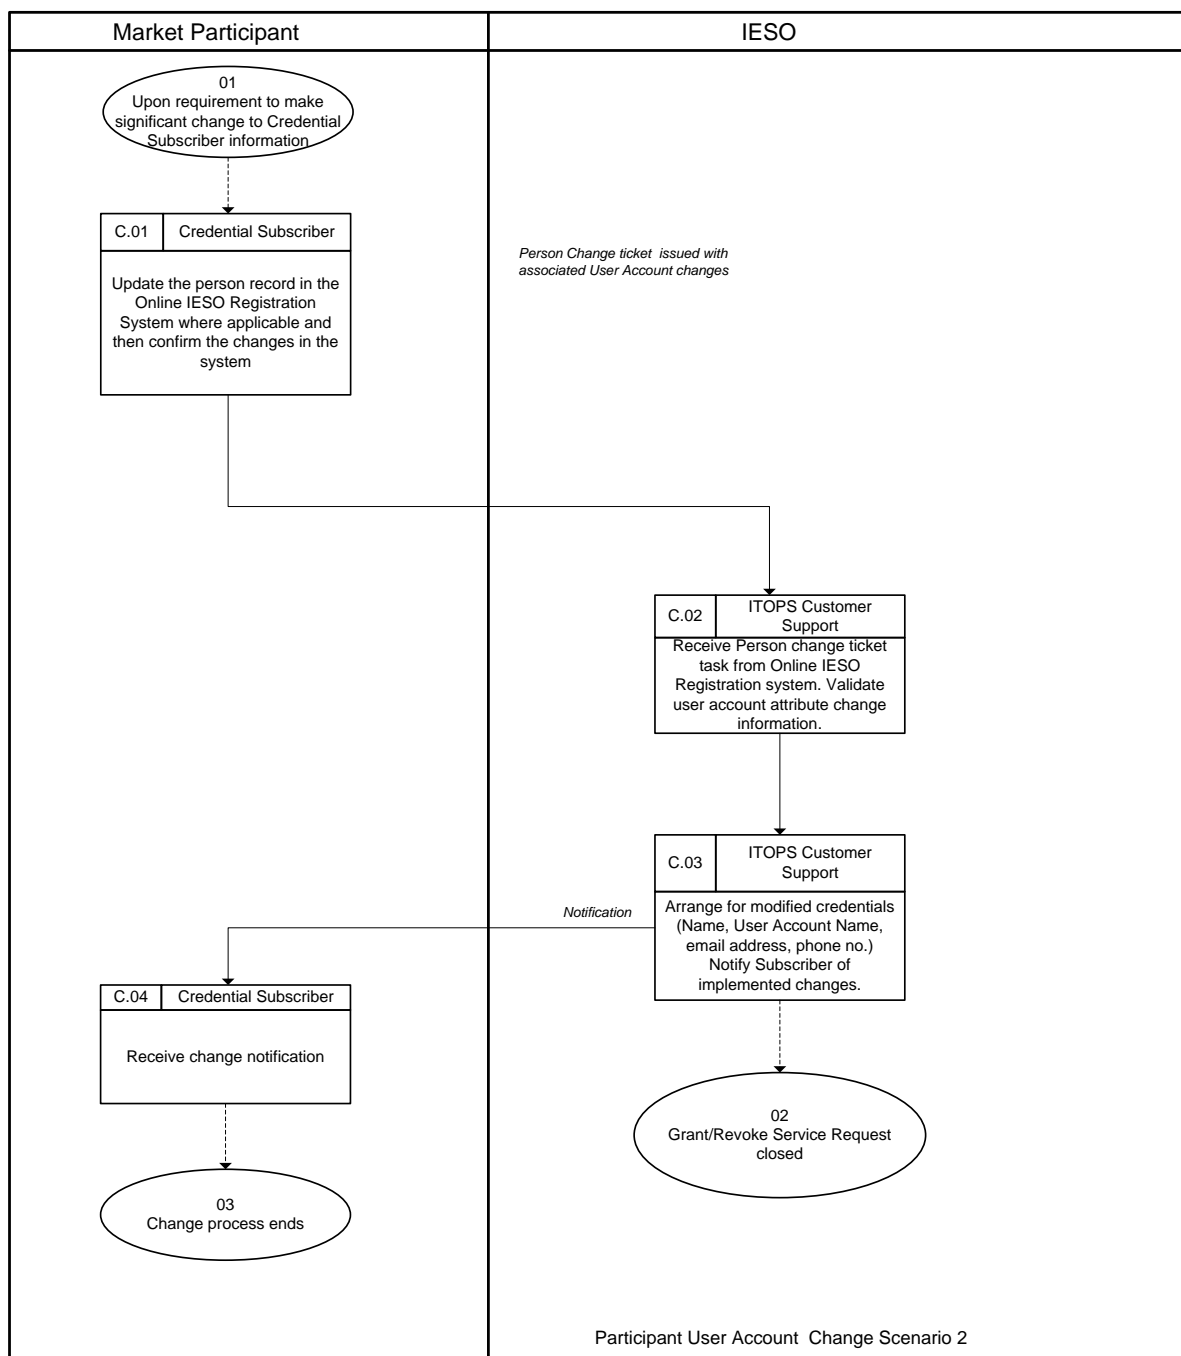 Market Participant
IESO
01
Upon requirement to make
significant change to Credential
Subscriber information
C.01
Credential Subscriber
Update the person record in the
Online IESO Registration
System where applicable and
then confirm the changes in the
system
Person Change ticket issued with
associated User Account changes
C.02
ITOPS Customer
Support
Receive Person change ticket
task from Online IESO
Registration system. Validate
user account attribute change
information.
C.03
ITOPS Customer
Support
Arrange for modified credentials
(Name, User Account Name,
email address, phone no.)
Notify Subscriber of
implemented changes.
Notification
C.04
Credential Subscriber
Receive change notification
02
Grant/Revoke Service Request
closed
03
Change process ends
Participant User Account Change Scenario 2